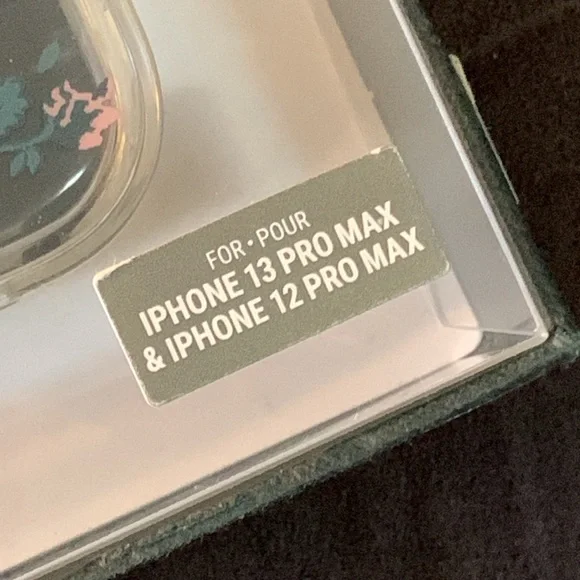 FOR • POUR
IPHONE 13 PRO MAX
& IPHONE 12 PRO MAX